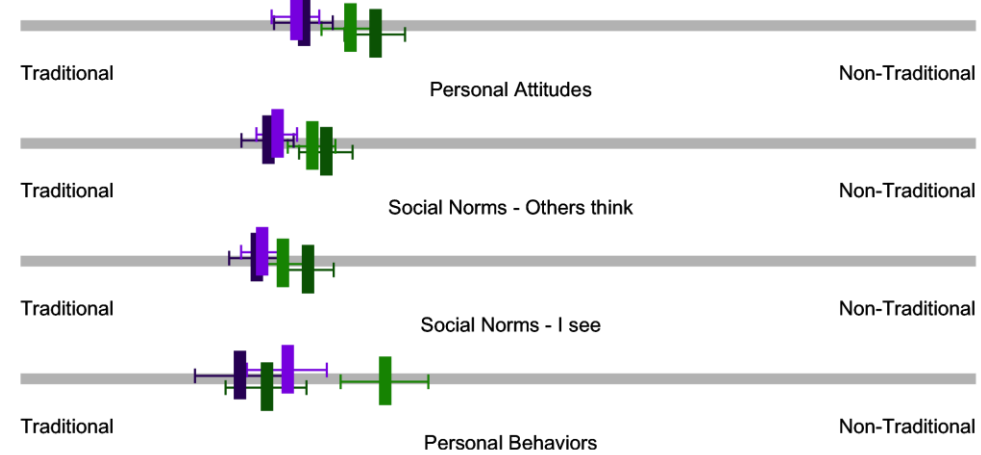 Traditional Non-Traditional
Personal Attitudes
Traditional Non-Traditional
Social Norms - Others think
Traditional Non-Traditional
Social Norms - I see
Traditional Non-Traditional
Personal Behaviors